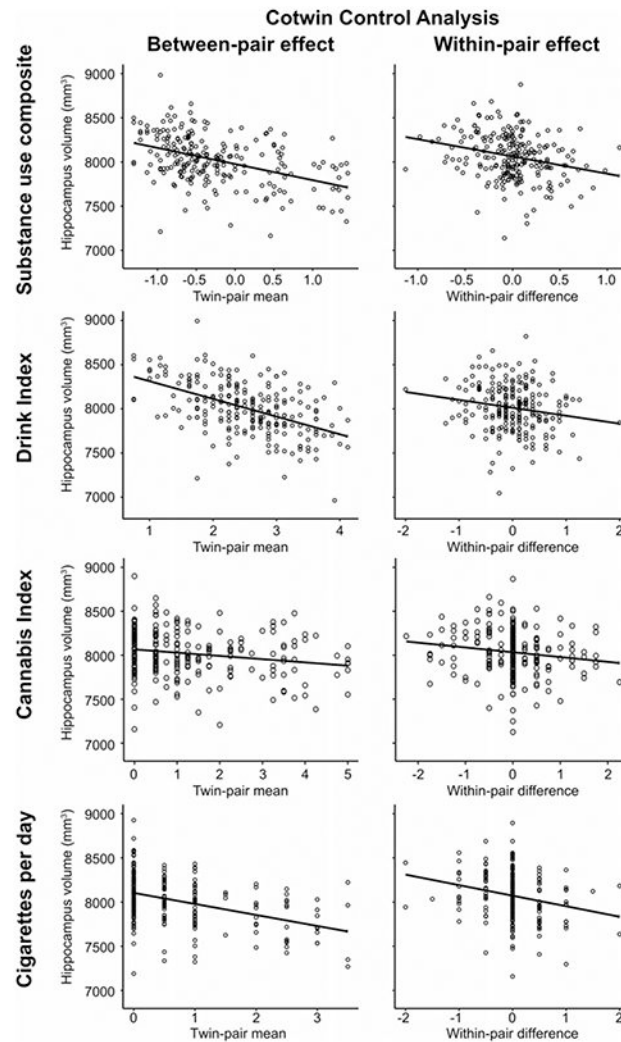 Cotwin Control Analysis
Between-pair effect
Within-pair effect
Substance use composite
Hippocampus volume (mm³)
9000
8500
8000
7500
7000
-1.0 -0.5 0.0 0.5 1.0
Twin-pair mean
-1.0 -0.5 0.0 0.5 1.0
Within-pair difference
Drink Index
Hippocampus volume (mm³)
9000
8500
8000
7500
7000
1 2 3 4
Twin-pair mean
-2 -1 0 1 2
Within-pair difference
Cannabis Index
Hippocampus volume (mm³)
9000
8500
8000
7500
7000
0 1 2 3 4 5
Twin-pair mean
-2 -1 0 1 2
Within-pair difference
Cigarettes per day
Hippocampus volume (mm³)
9000
8500
8000
7500
7000
0 1 2 3
Twin-pair mean
-2 -1 0 1 2
Within-pair difference